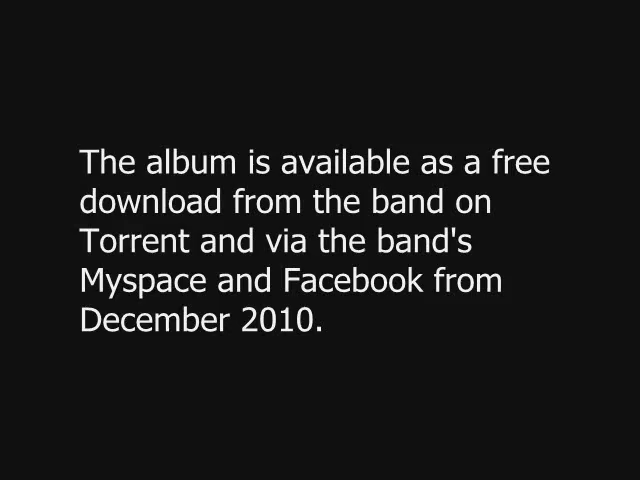 The album is available as a free
download from the band on
Torrent and via the band's
Myspace and Facebook from
December 2010.